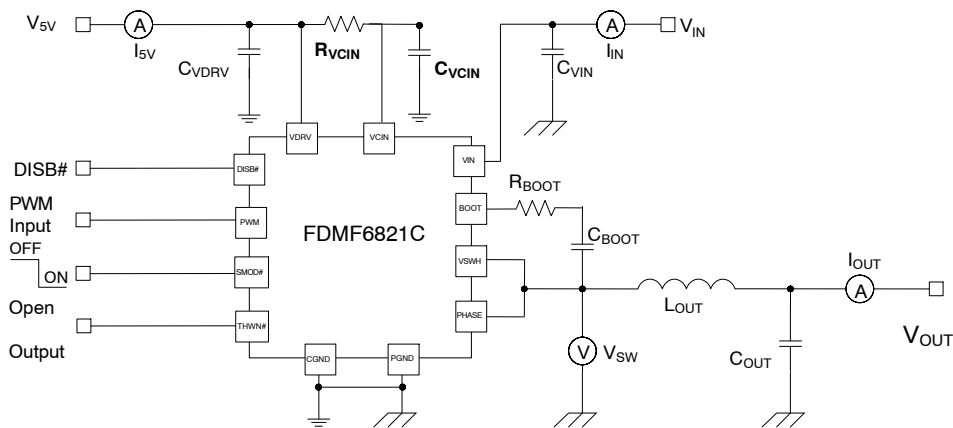 V5V
A
I5V
RVCIN
CVDRV
CVCIN
CVIN
A
IIN
VIN
VDRV
VCIN
DISB#
DISB#
VIN
PWM
Input
PWM
BOOT
RBOOT
CBOOT
FDMF6821C
OFF
ON
SMOD#
VSWH
Open
Output
THWN#
PHASE
LOUT
IOUT
A
VOUT
V
VSW
COUT
CGND
PGND